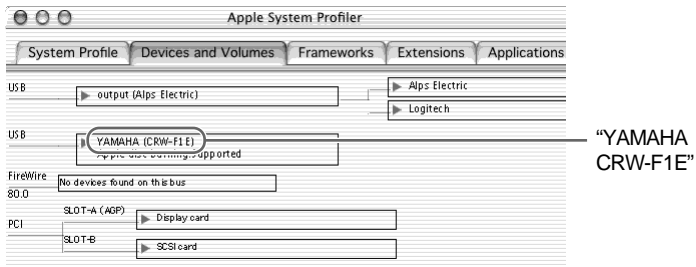 Apple System Profiler
System Profile Devices and Volumes Frameworks Extensions Applications
USB
output (Alps Electric)
Alps Electric
Logitech
USB
YAMAHA (CRW-F1E)
Apple disc burning:supported
“YAMAHA
CRW-F1E”
FireWire
80.0
No devices found on this bus
PCI
SLOT-A (AGP)
Display card
SLOT-B
SCSI card